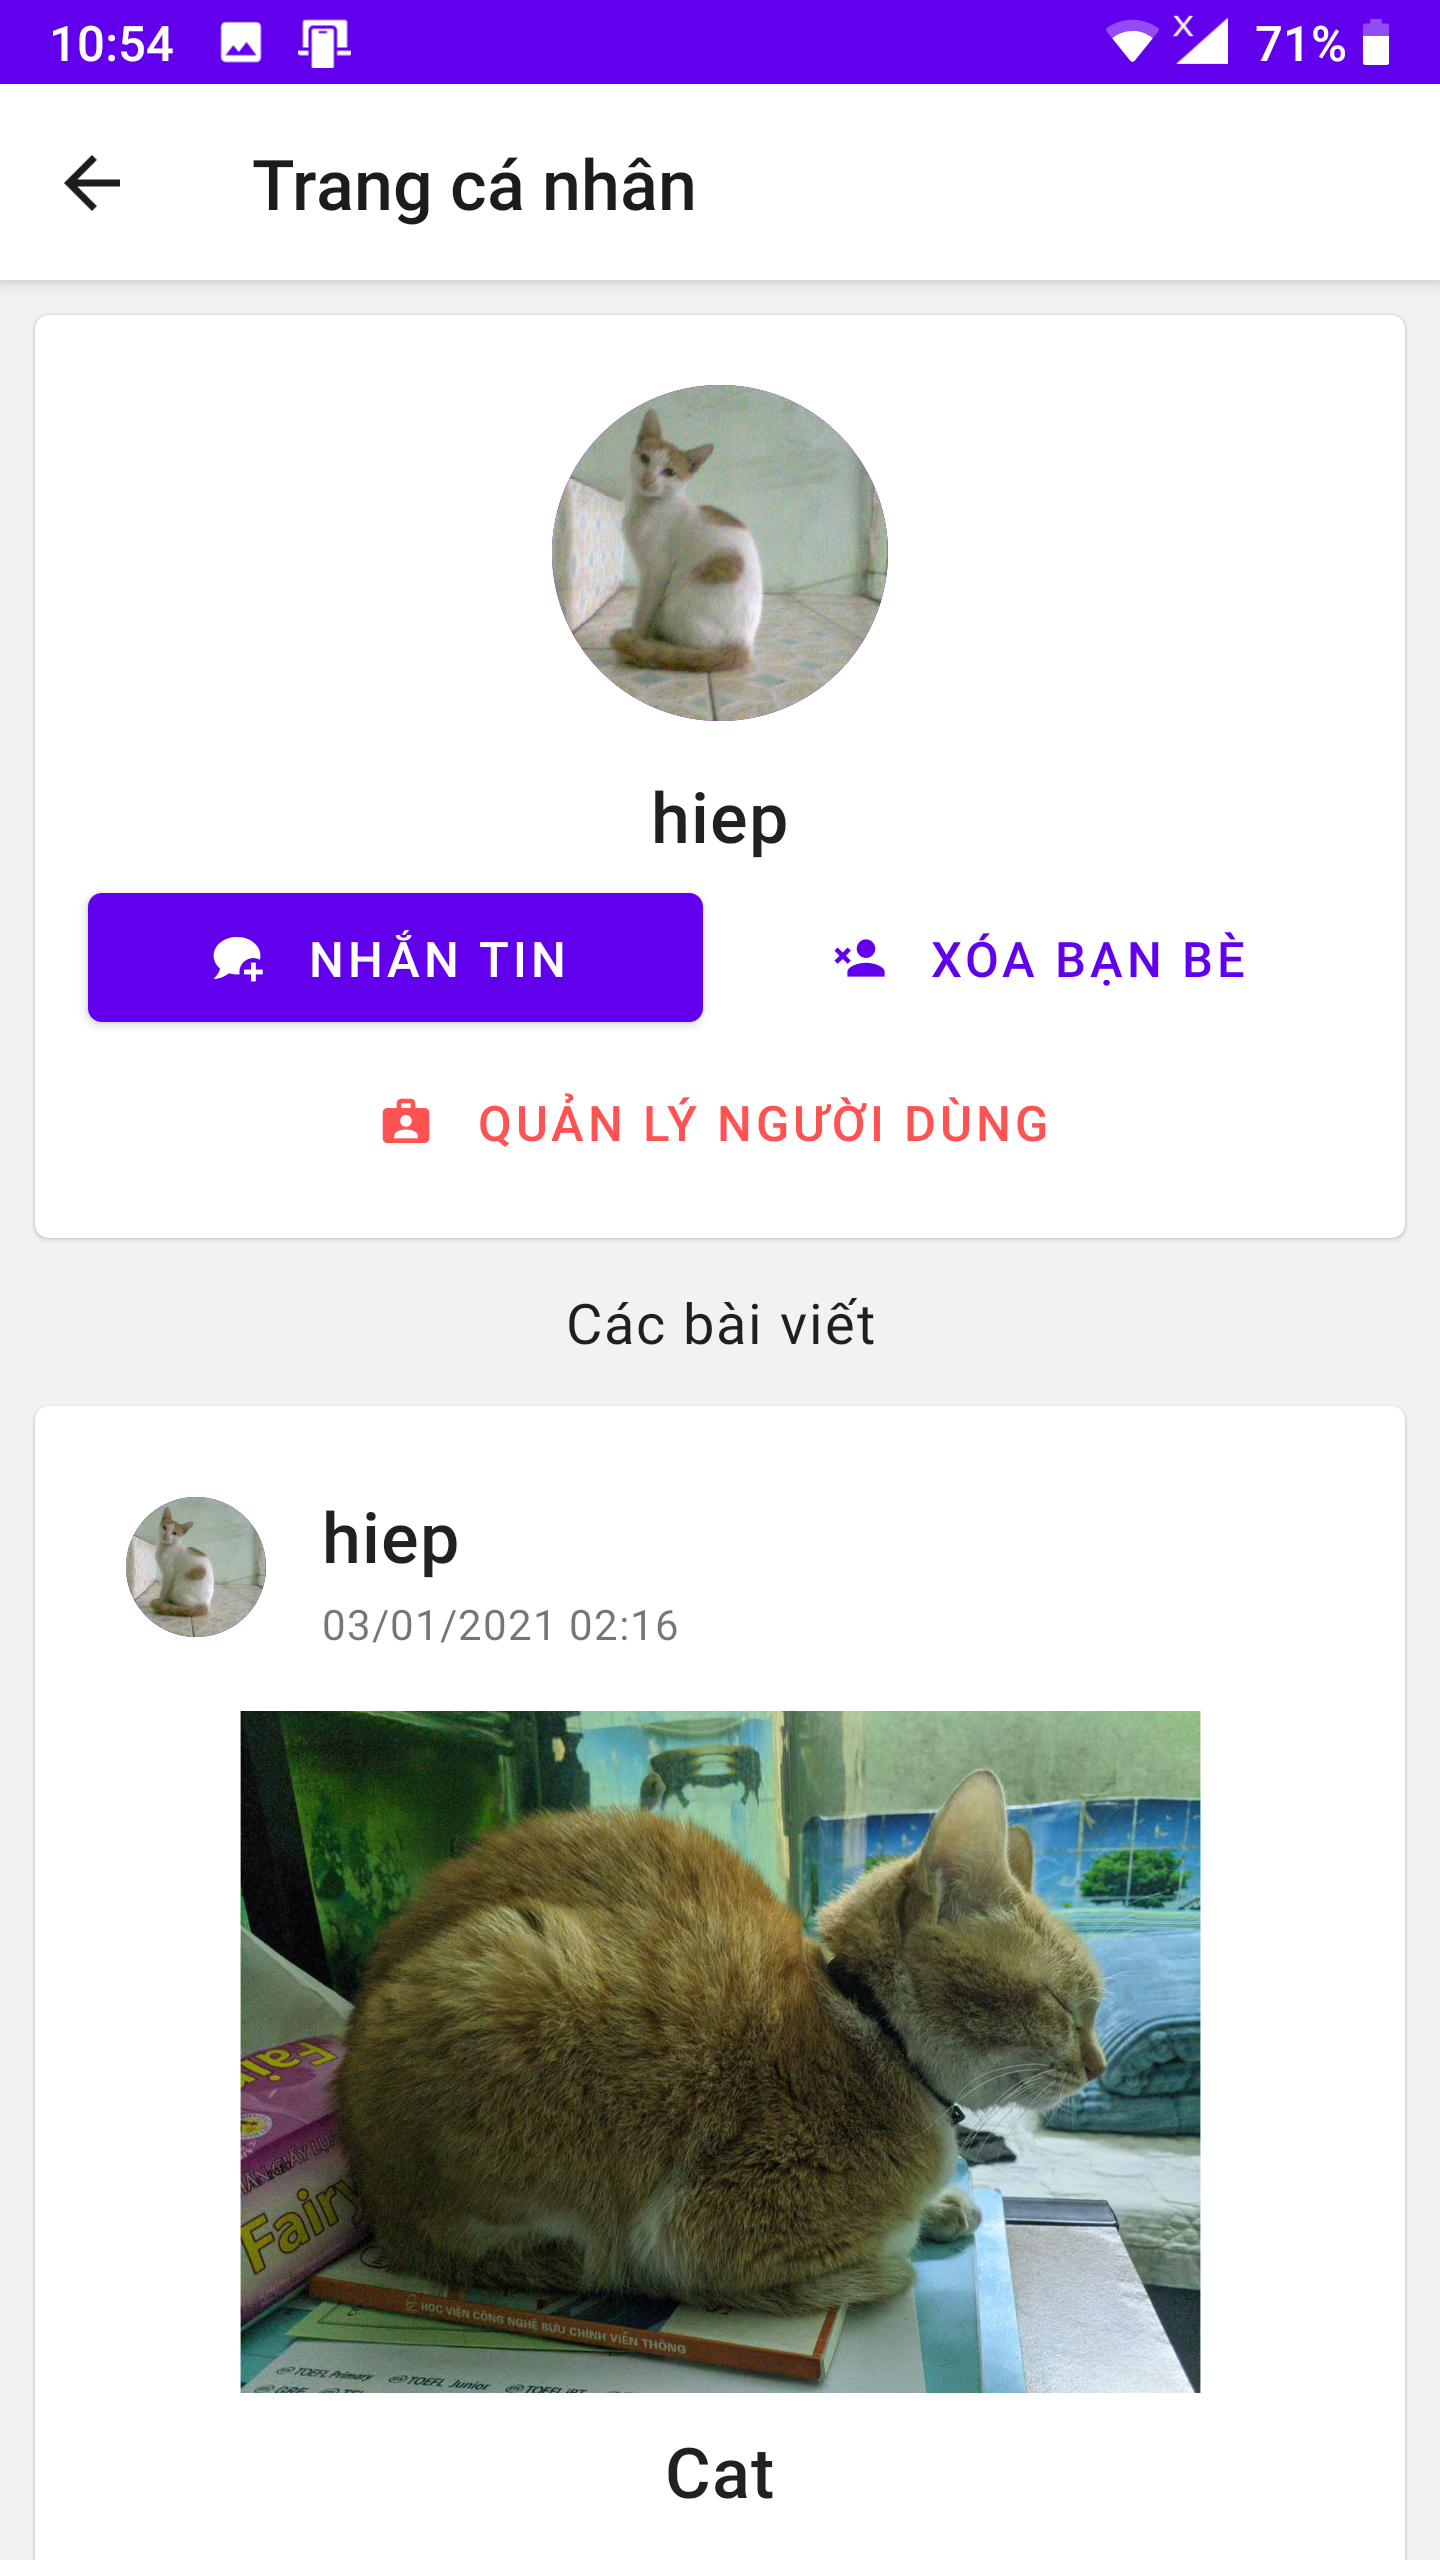 10:54
71%
Trang cá nhân
hiep
NHẮN TIN
XÓA BẠN BÈ
QUẢN LÝ NGƯỜI DÙNG
Các bài viết
hiep
03/01/2021 02:16
Fairy
HỌC VIỆN CÔNG NGHỆ BƯU CHÍNH VIỄN THÔNG
TOEFL Primary TOEFL Junior
Cat